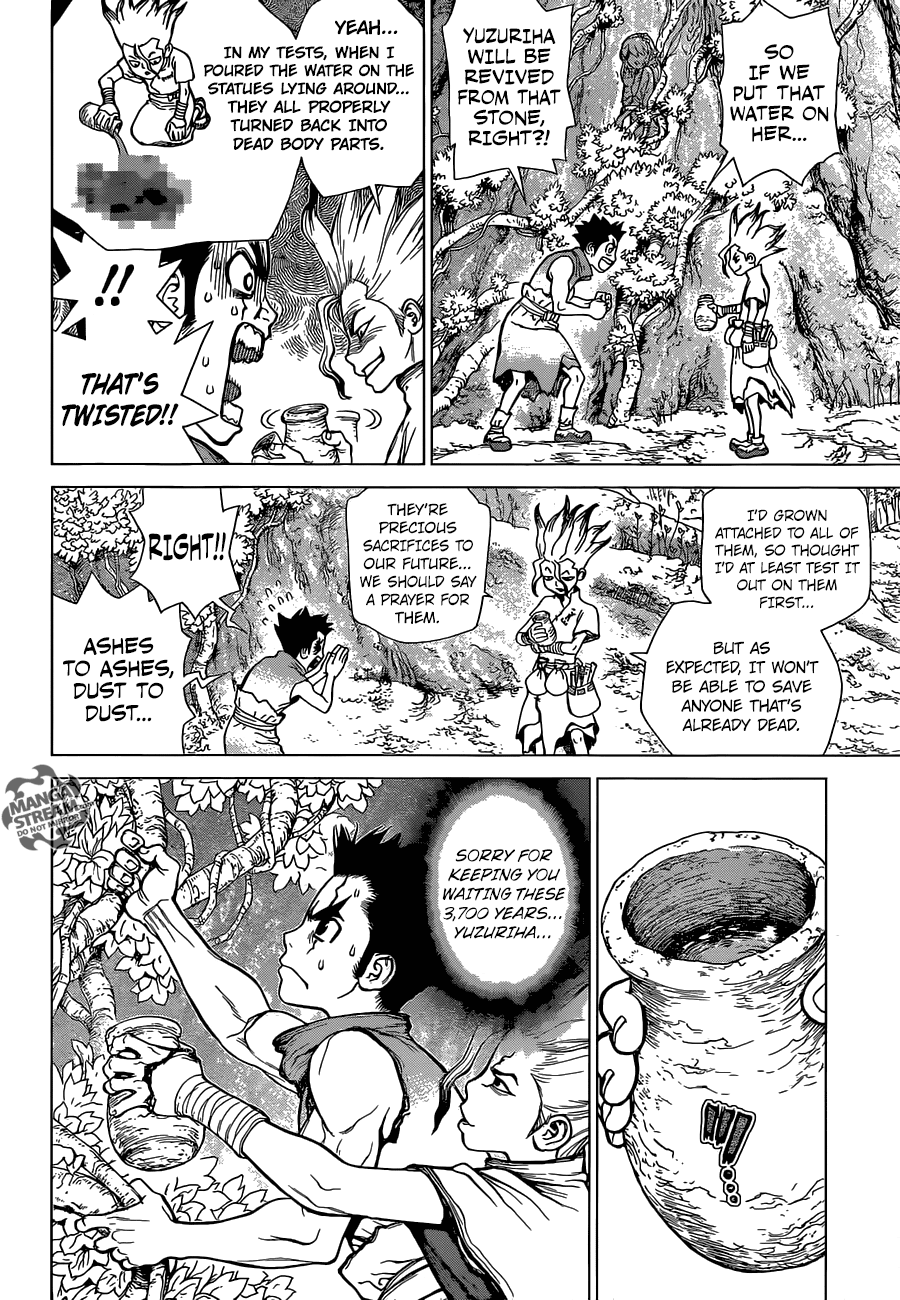 SO
IF WE
PUT THAT
WATER ON
HER...
YUZURIHA
WILL BE
REVIVED
FROM THAT
STONE,
RIGHT?!
YEAH...
IN MY TESTS, WHEN I
POURED THE WATER ON THE
STATUES LYING AROUND...
THEY ALL PROPERLY
TURNED BACK INTO
DEAD BODY PARTS.
!!
THAT'S
TWISTED!!
I'D GROWN
ATTACHED TO ALL OF
THEM, SO THOUGHT
I'D AT LEAST TEST IT
OUT ON THEM
FIRST...
BUT AS
EXPECTED, IT WON'T
BE ABLE TO SAVE
ANYONE THAT'S
ALREADY DEAD.
THEY'RE
PRECIOUS
SACRIFICES TO
OUR FUTURE...
WE SHOULD SAY
A PRAYER FOR
THEM.
RIGHT!!
ASHES
TO ASHES,
DUST TO
DUST...
SORRY FOR
KEEPING YOU
WAITING THESE
3,700 YEARS...
YUZURIHA...
MANGA
STREAM.COM
DO NOT MIRROR